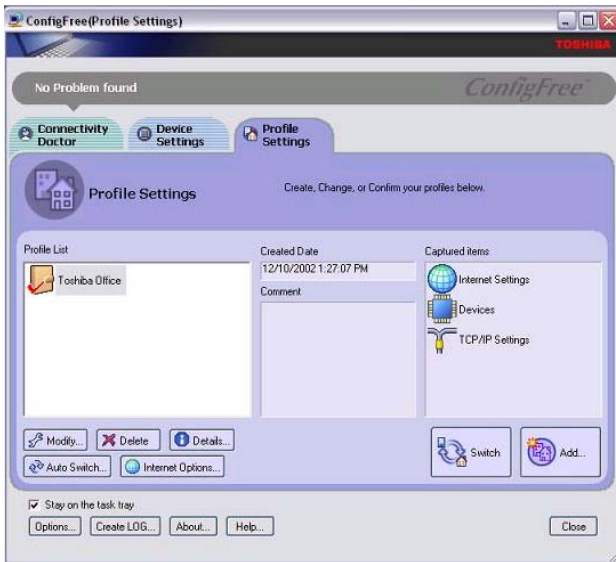 ConfigFree(Profile Settings)
TOSHIBA
No Problem found
ConfigFree™
Connectivity
Doctor
Device
Settings
Profile
Settings
Profile Settings
Create, Change, or Confirm your profiles below.
Profile List
Toshiba Office
Created Date
12/10/2002 1:27:07 PM
Comment
Captured items
Internet Settings
Devices
TCP/IP Settings
Modify...
Delete
Details...
Auto Switch...
Internet Options...
Switch
Add...
Stay on the task tray
Options...
Create LOG...
About...
Help...
Close